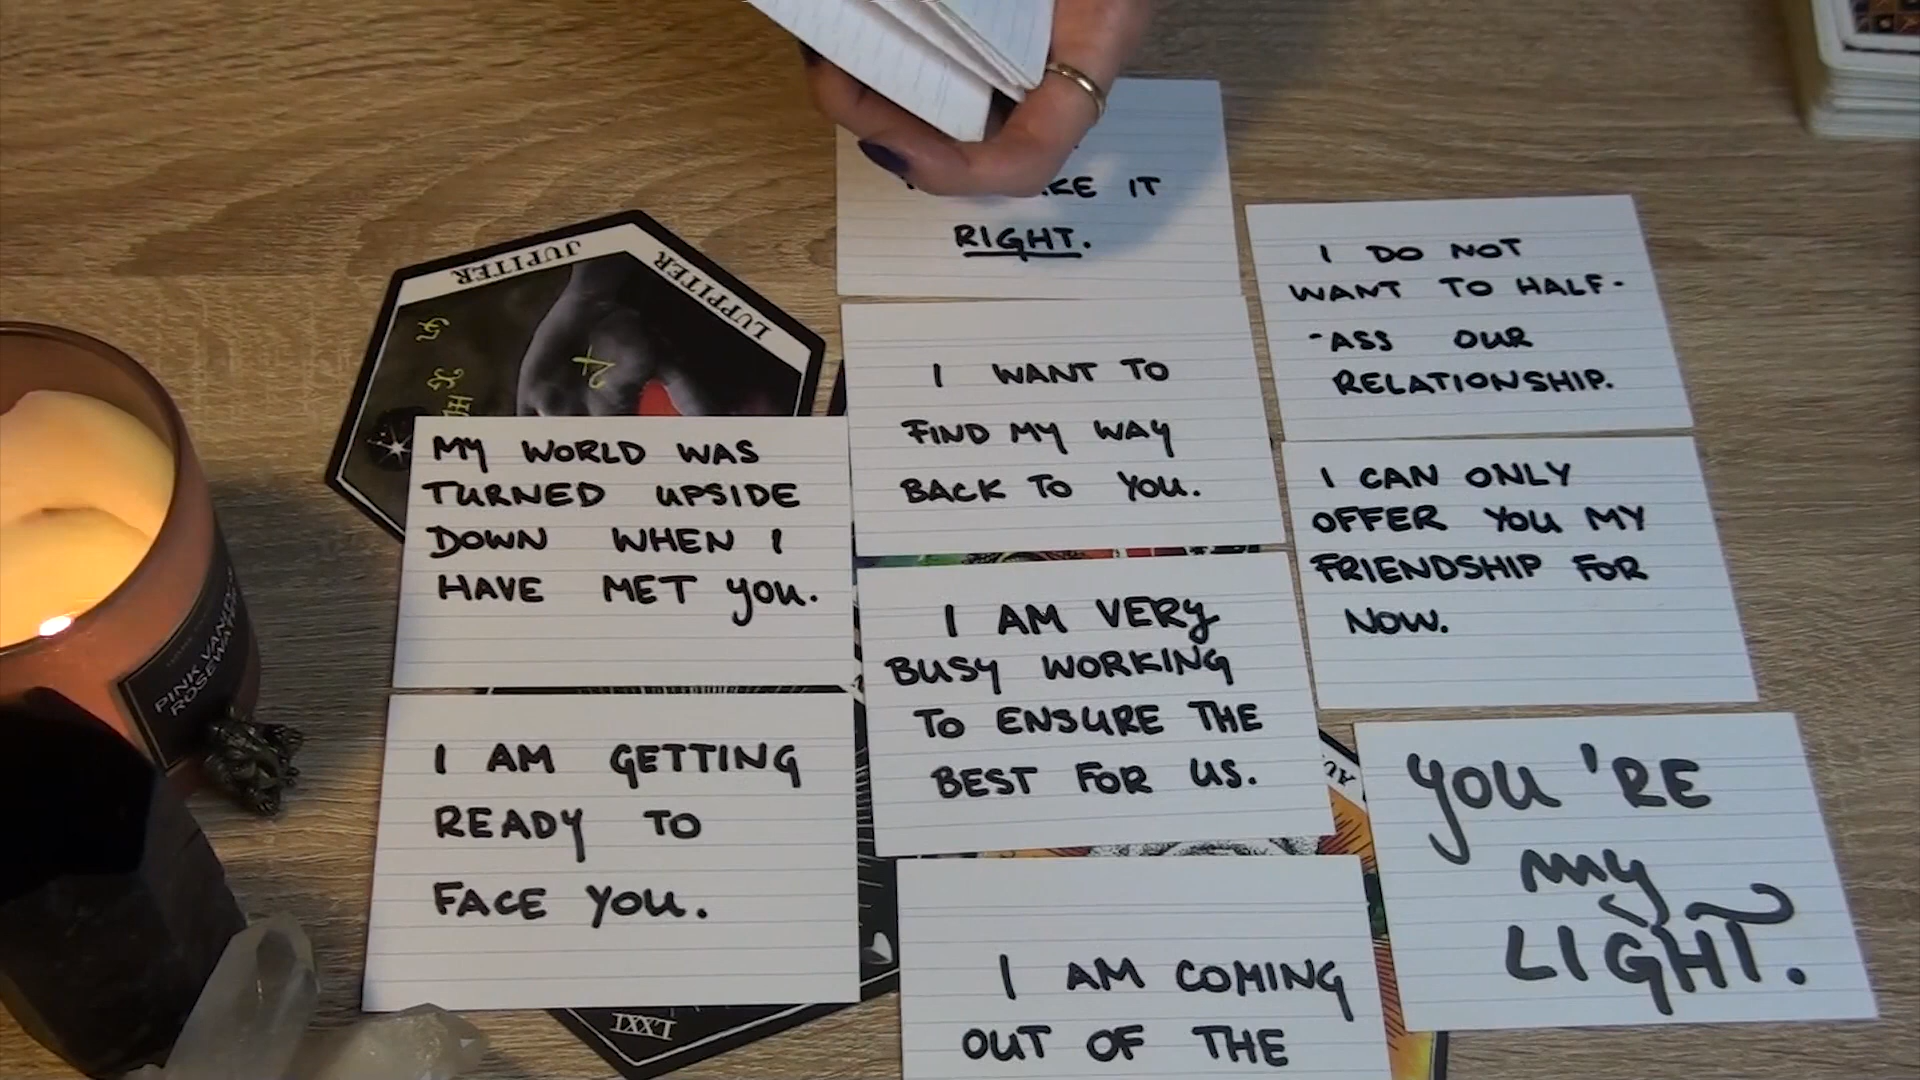 JUPITER
LUPPITER
IT
RIGHT.
I DO NOT
WANT TO HALF-
-ASS OUR
RELATIONSHIP.
I WANT TO
FIND MY WAY
BACK TO YOU.
MY WORLD WAS
TURNED UPSIDE
DOWN WHEN I
HAVE MET YOU.
I CAN ONLY
OFFER YOU MY
FRIENDSHIP FOR
NOW.
I AM VERY
BUSY WORKING
TO ENSURE THE
BEST FOR US.
I AM GETTING
READY TO
FACE YOU.
YOU'RE
MY
LIGHT.
I AM COMING
OUT OF THE
PINK
LXXI